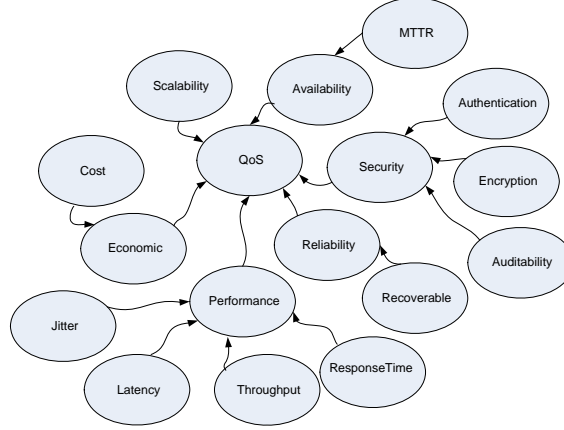 MTTR
Scalability
Availability
Authentication
QoS
Security
Cost
Encryption
Economic
Reliability
Auditability
Performance
Recoverable
Jitter
ResponseTime
Latency
Throughput